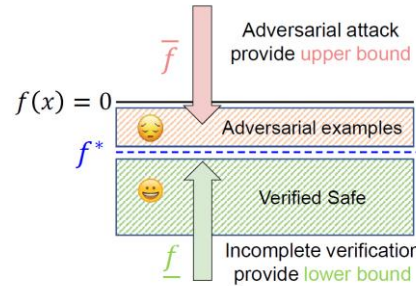 Adversarial attack
provide upper bound
f̅
f(x) = 0
Adversarial examples
f*
Verified Safe
f̲
Incomplete verification
provide lower bound